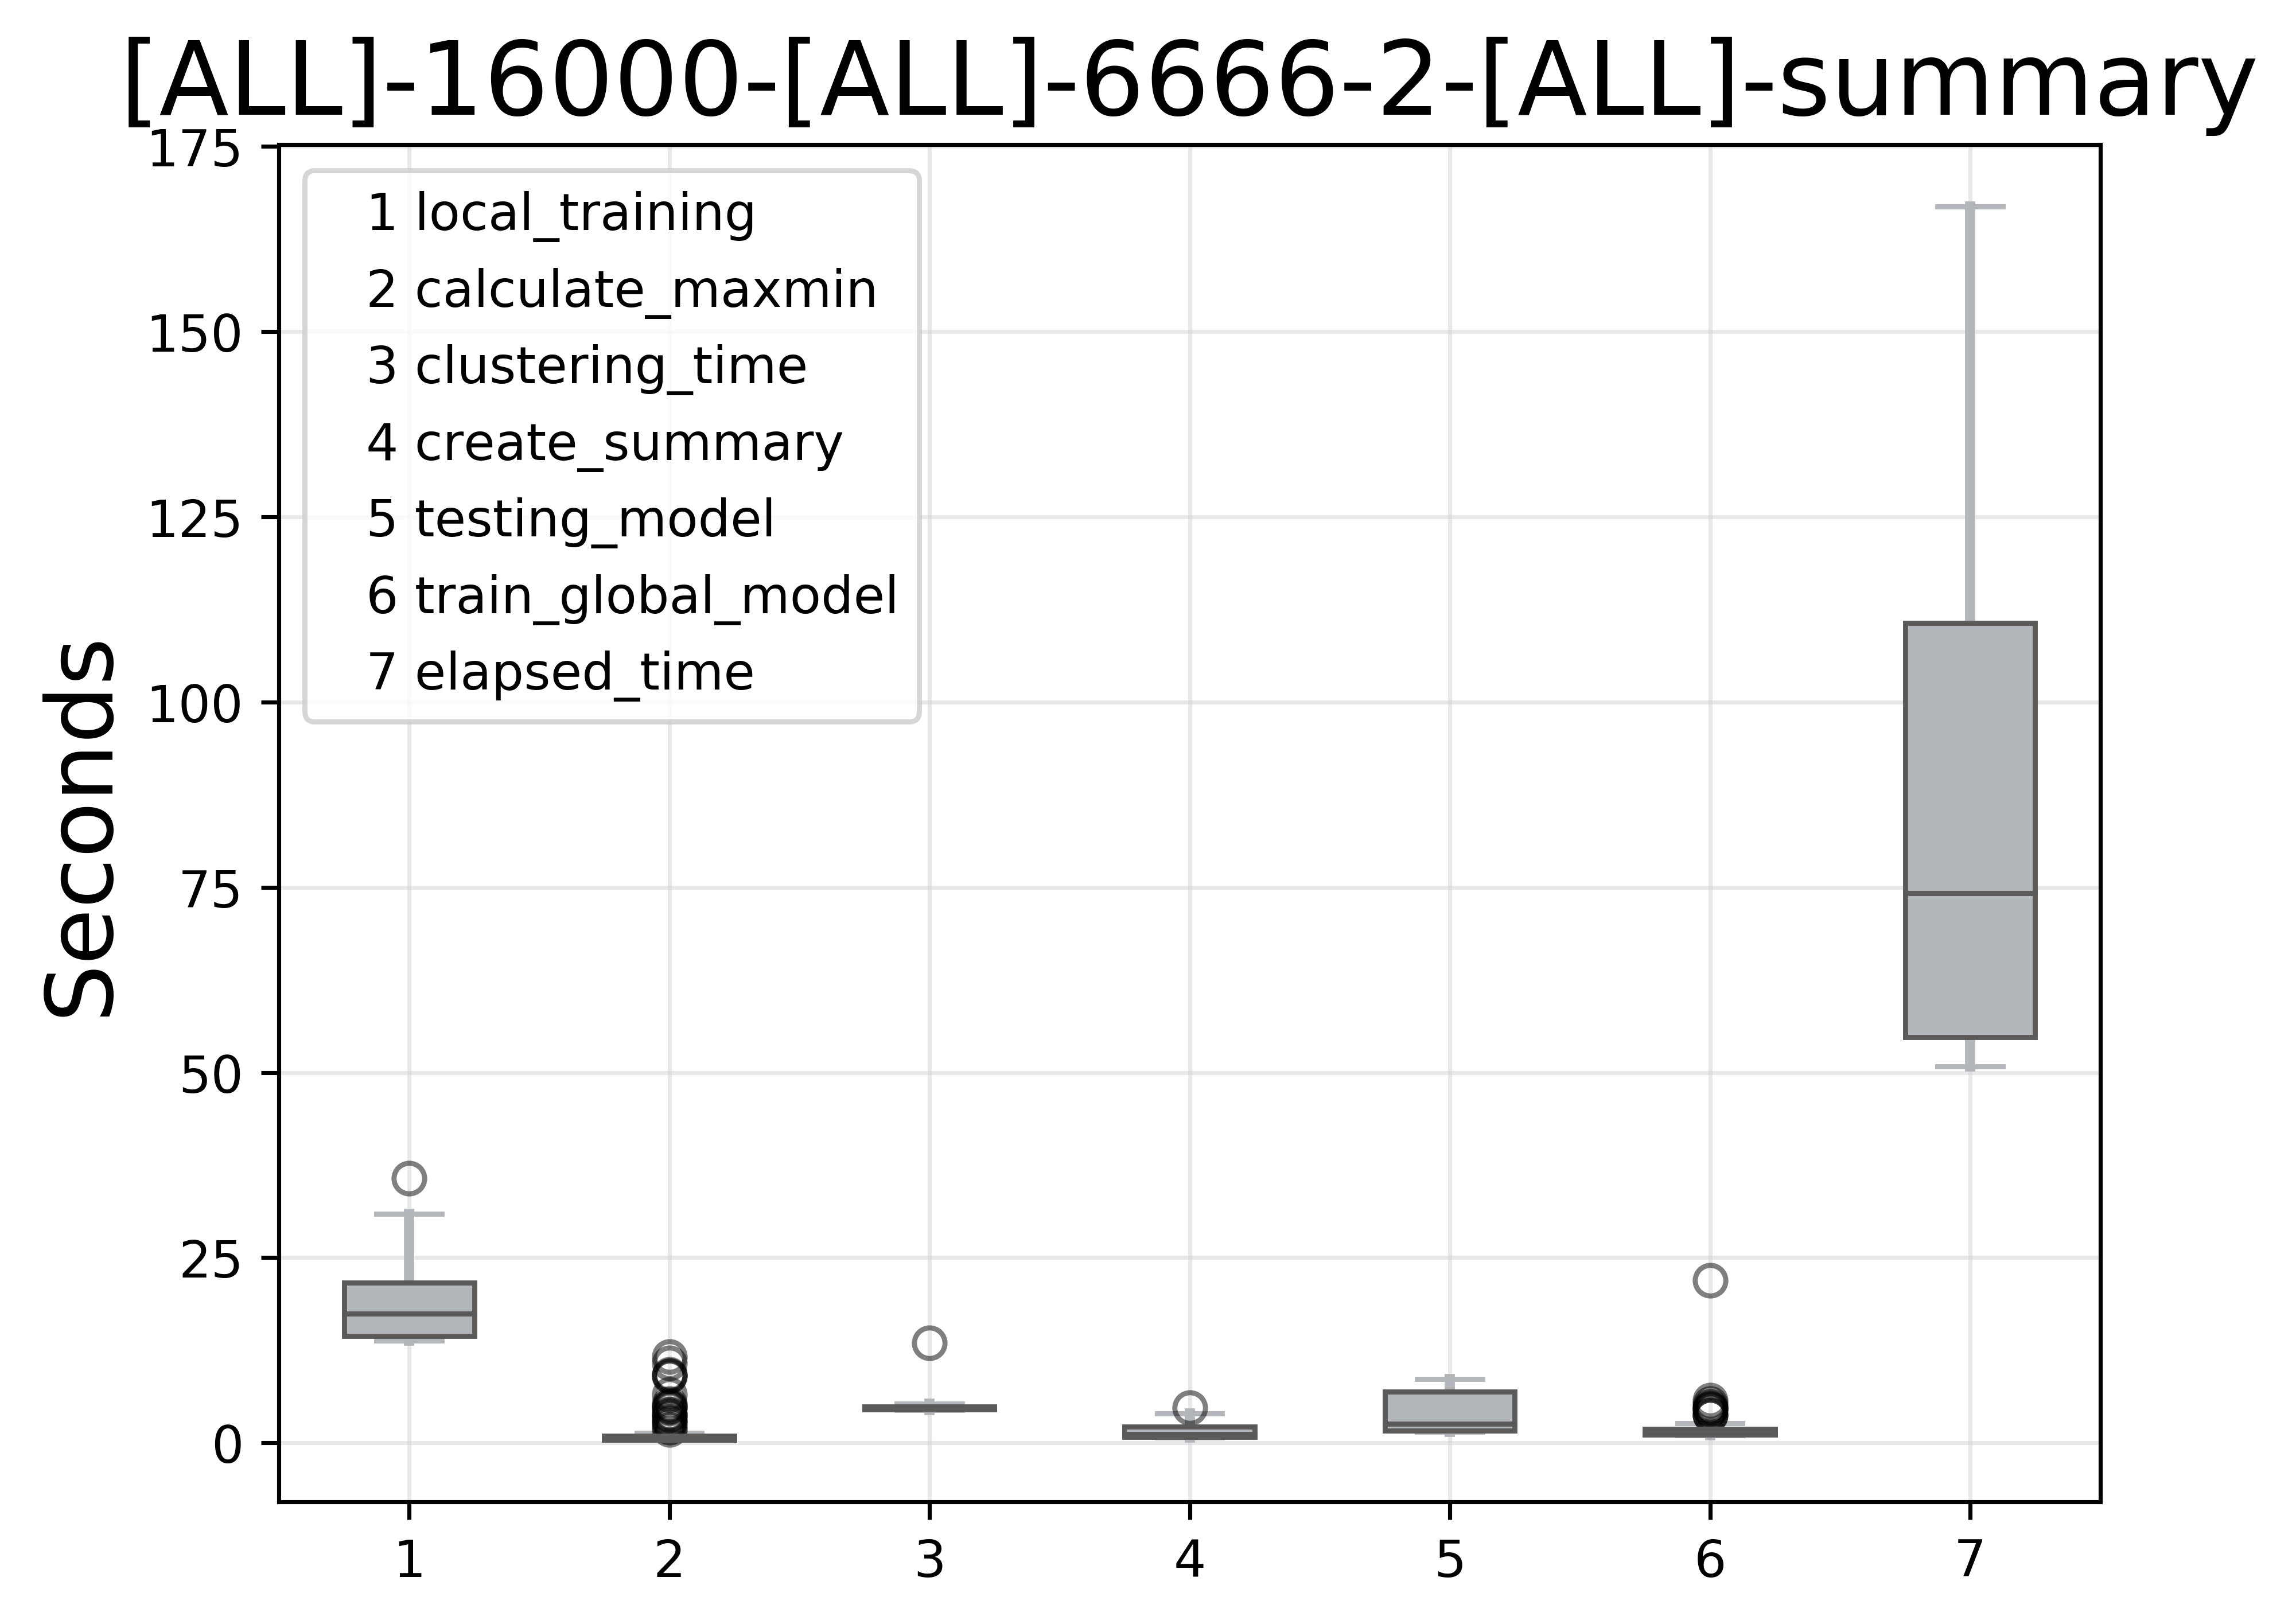 [ALL]-16000-[ALL]-6666-2-[ALL]-summary
175
150
125
100
75
50
25
0
Seconds
1 local_training
2 calculate_maxmin
3 clustering_time
4 create_summary
5 testing_model
6 train_global_model
7 elapsed_time
1 2 3 4 5 6 7